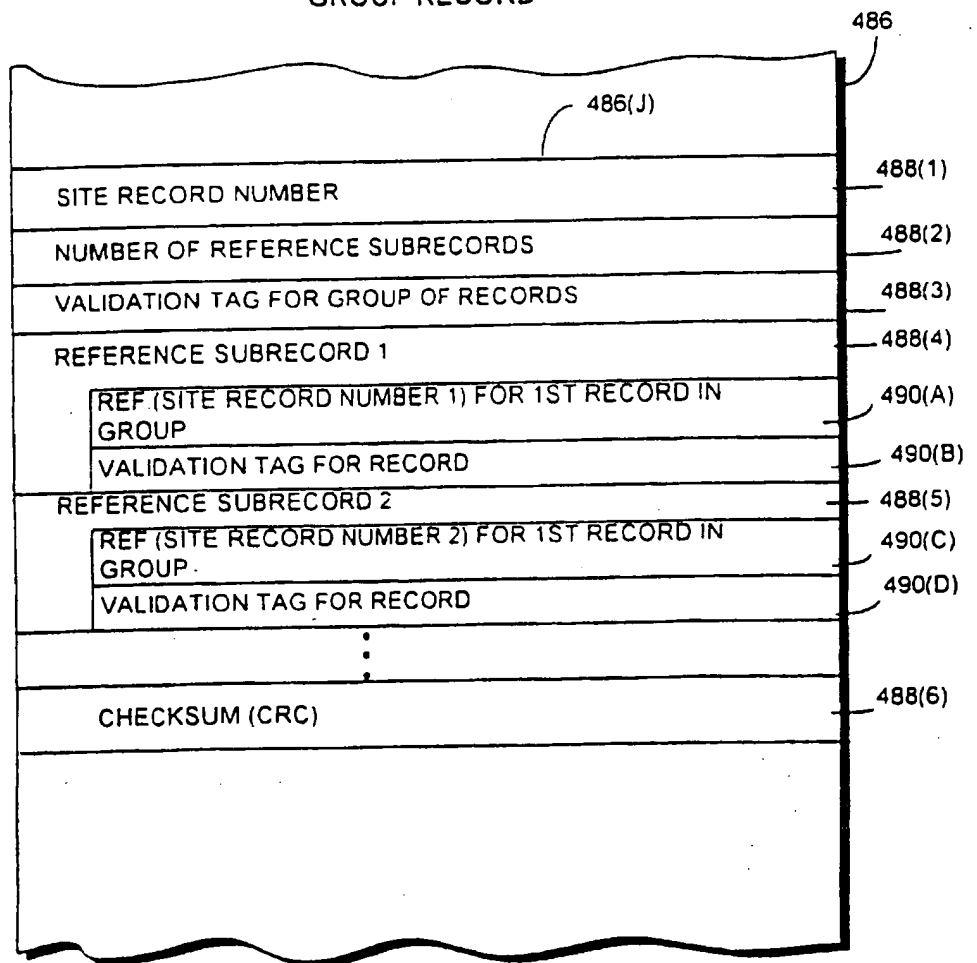 GROUP RECORD
486
486(J)
SITE RECORD NUMBER
488(1)
NUMBER OF REFERENCE SUBRECORDS
488(2)
VALIDATION TAG FOR GROUP OF RECORDS
488(3)
REFERENCE SUBRECORD 1
488(4)
REF (SITE RECORD NUMBER 1) FOR 1ST RECORD IN
GROUP
490(A)
VALIDATION TAG FOR RECORD
490(B)
REFERENCE SUBRECORD 2
488(5)
REF (SITE RECORD NUMBER 2) FOR 1ST RECORD IN
GROUP
490(C)
VALIDATION TAG FOR RECORD
490(D)
CHECKSUM (CRC)
488(6)